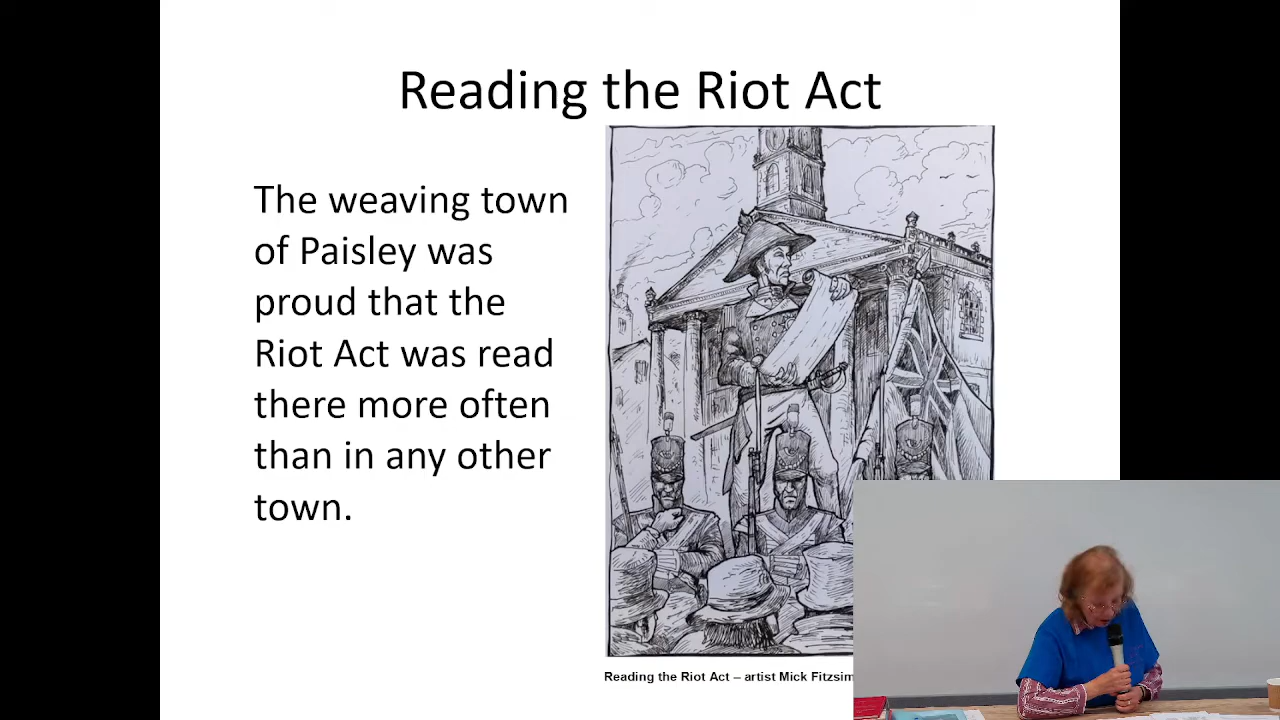 Reading the Riot Act
The weaving town
of Paisley was
proud that the
Riot Act was read
there more often
than in any other
town.
Reading the Riot Act – artist Mick